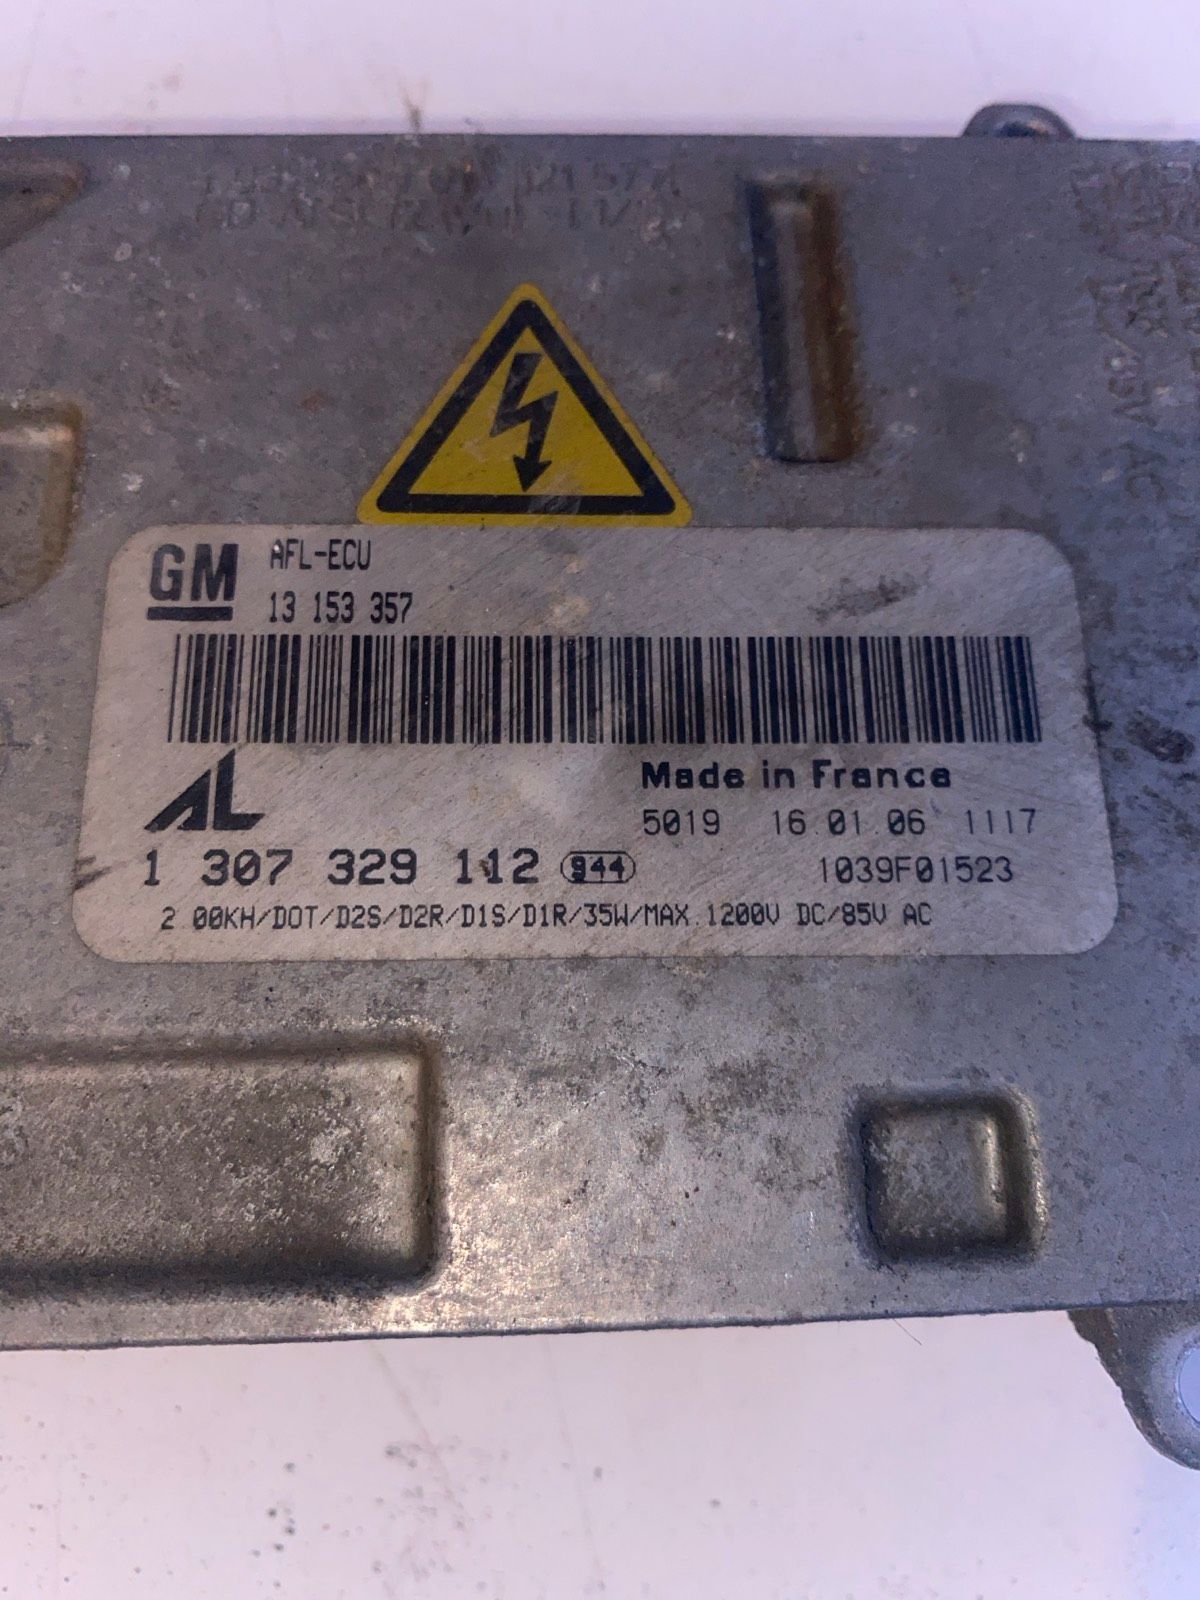 GM AFL-ECU
13 153 357
AL
Made in France
5019 16.01.06 1117
1 307 329 112 944
1039F01523
2.00KH/DOT/D2S/D2R/D1S/D1R/35W/MAX.1200V DC/85V AC